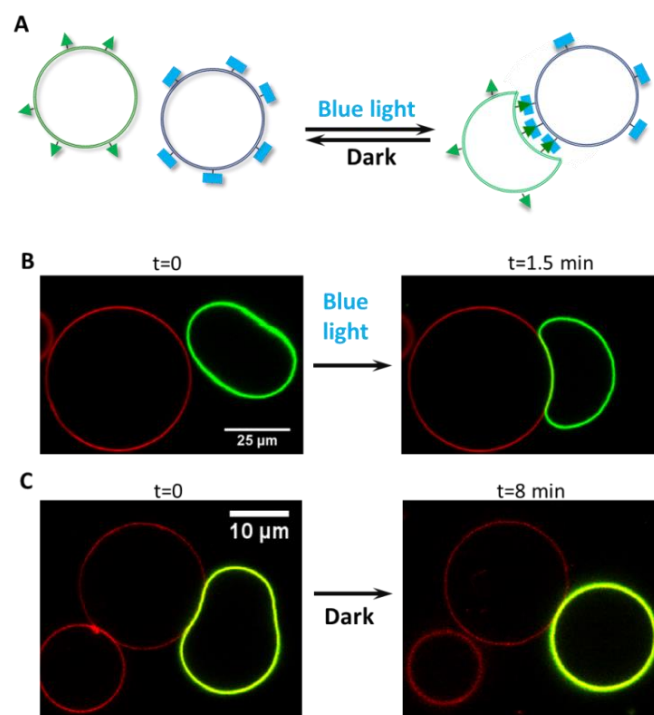 A
Blue light
Dark
B
t=0
t=1.5 min
Blue
light
25 µm
C
t=0
t=8 min
10 µm
Dark